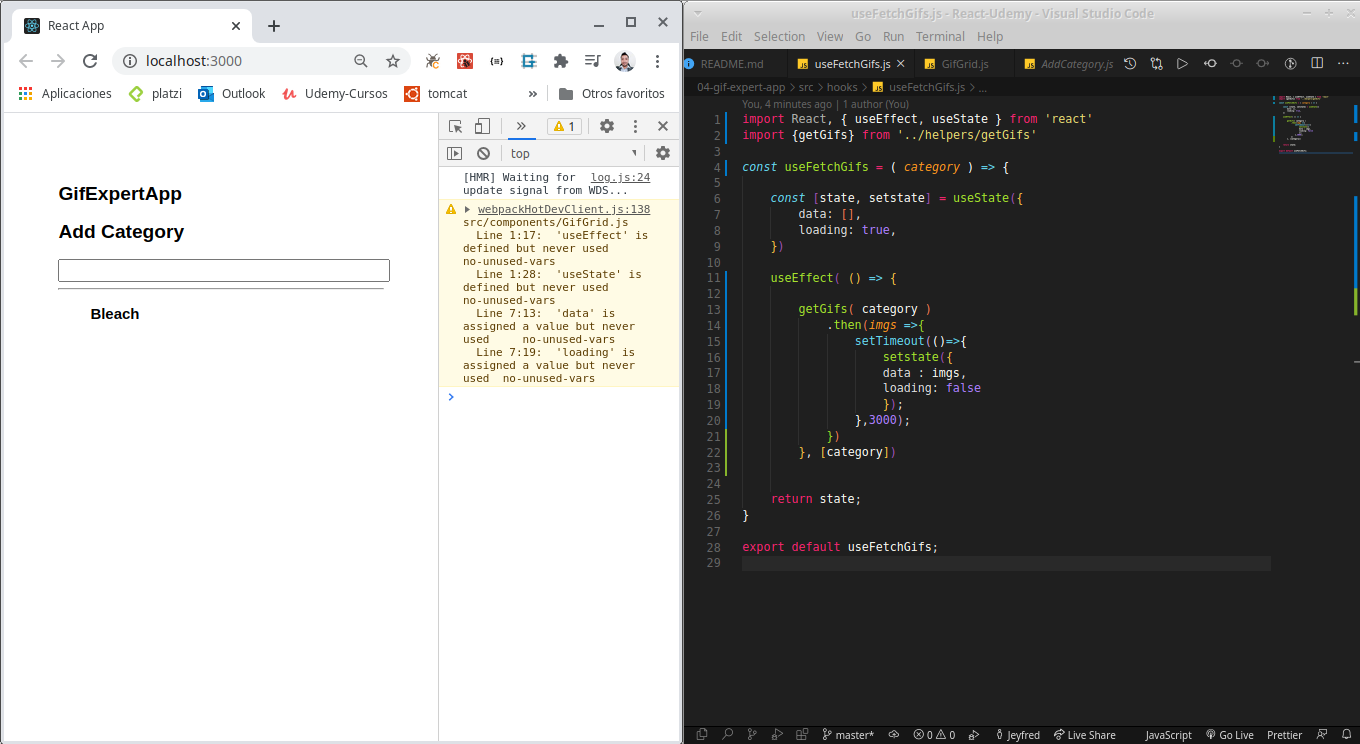 React App
localhost:3000
Aplicaciones
platzi
Outlook
Udemy-Cursos
tomcat
»
Otros favoritos
GifExpertApp
Add Category
Bleach
» 1
top
[HMR] Waiting for log.js:24
update signal from WDS...
webpackHotDevClient.js:138
src/components/GifGrid.js
Line 1:17: 'useEffect' is
defined but never used
no-unused-vars
Line 1:28: 'useState' is
defined but never used
no-unused-vars
Line 7:13: 'data' is
assigned a value but never
used no-unused-vars
Line 7:19: 'loading' is
assigned a value but never
used no-unused-vars
useFetchGifs.js - React-Udemy - Visual Studio Code
File Edit Selection View Go Run Terminal Help
README.md
JS useFetchGifs.js
JS GifGrid.js
JS AddCategory.js
04-gif-expert-app > src > hooks > JS useFetchGifs.js > ...
You, 4 minutes ago | 1 author (You)
1 import React, { useEffect, useState } from 'react'
2 import {getGifs} from '../helpers/getGifs'
3
4 const useFetchGifs = ( category ) => {
5
6 const [state, setstate] = useState({
7 data: [],
8 loading: true,
9 })
10
11 useEffect( () => {
12
13 getGifs( category )
14 .then(imgs =>{
15 setTimeout(()=>{
16 setstate({
17 data : imgs,
18 loading: false
19 });
20 },3000);
21 })
22 }, [category])
23
24
25 return state;
26 }
27
28 export default useFetchGifs;
29
master* 0 0 Jeyfred Live Share JavaScript Go Live Prettier